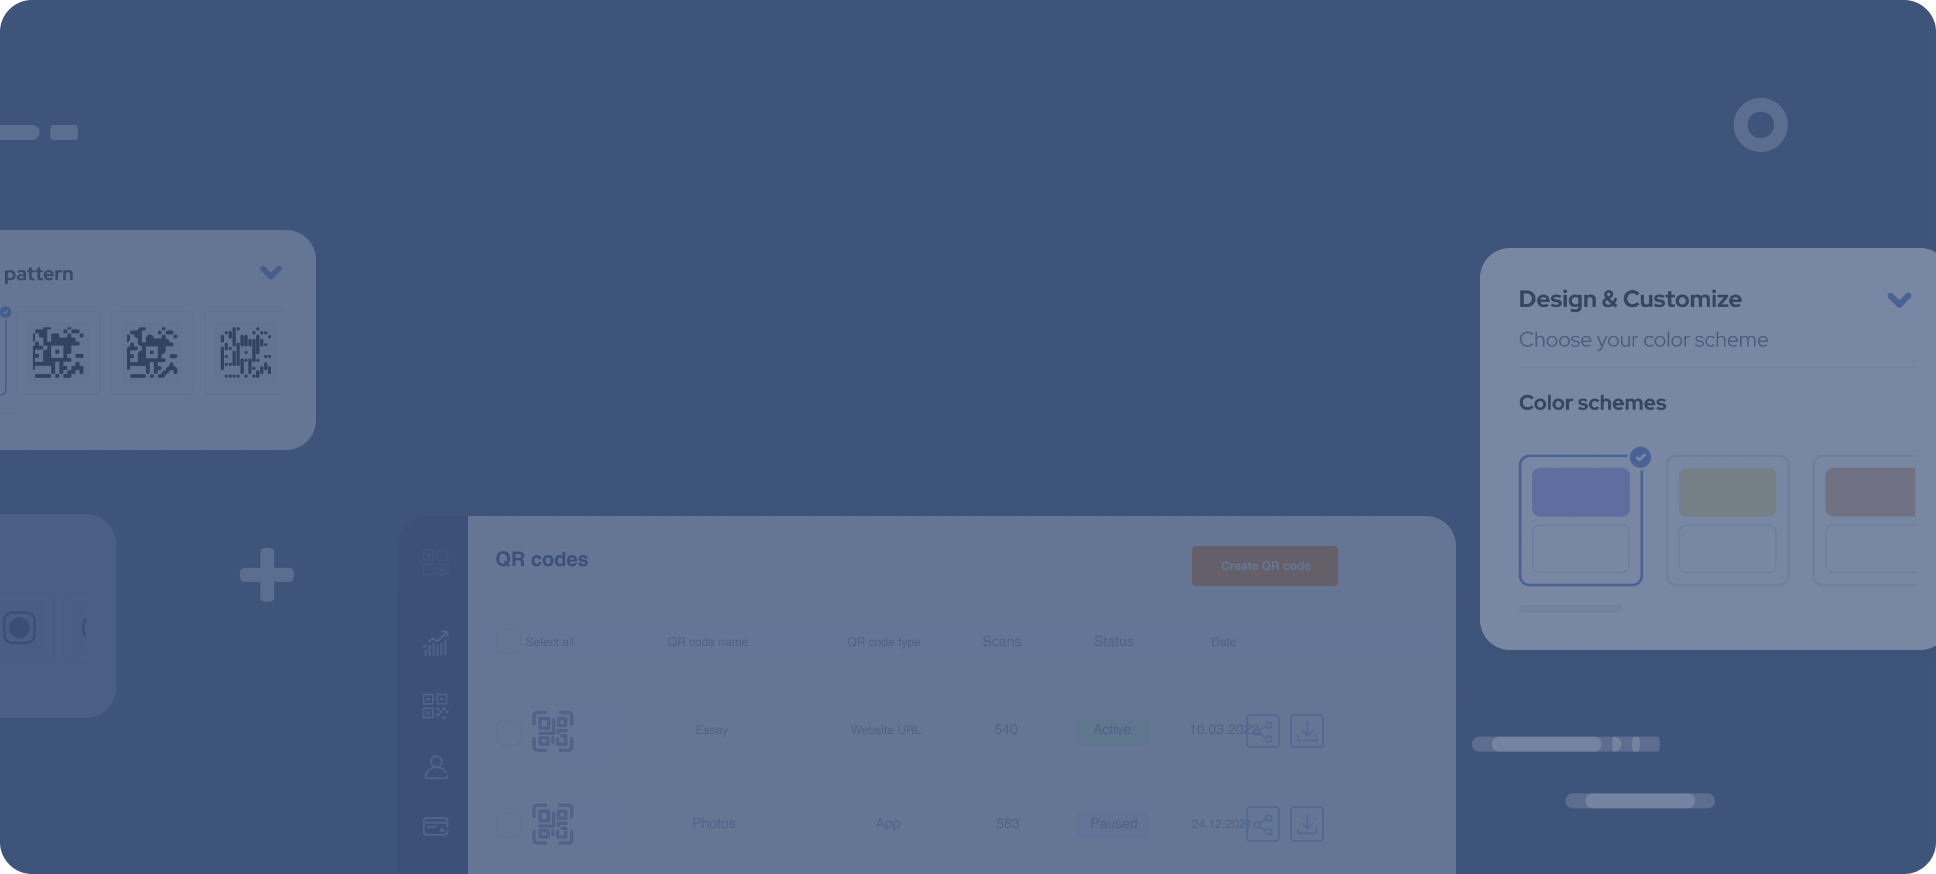 pattern
Design & Customize
Choose your color scheme
Color schemes
QR codes
Create QR code
Select all QR code name QR code type Scans Status Date
Essay Website URL 540 Active 10.03.2022
Photos App 583 Paused 24.12.2021